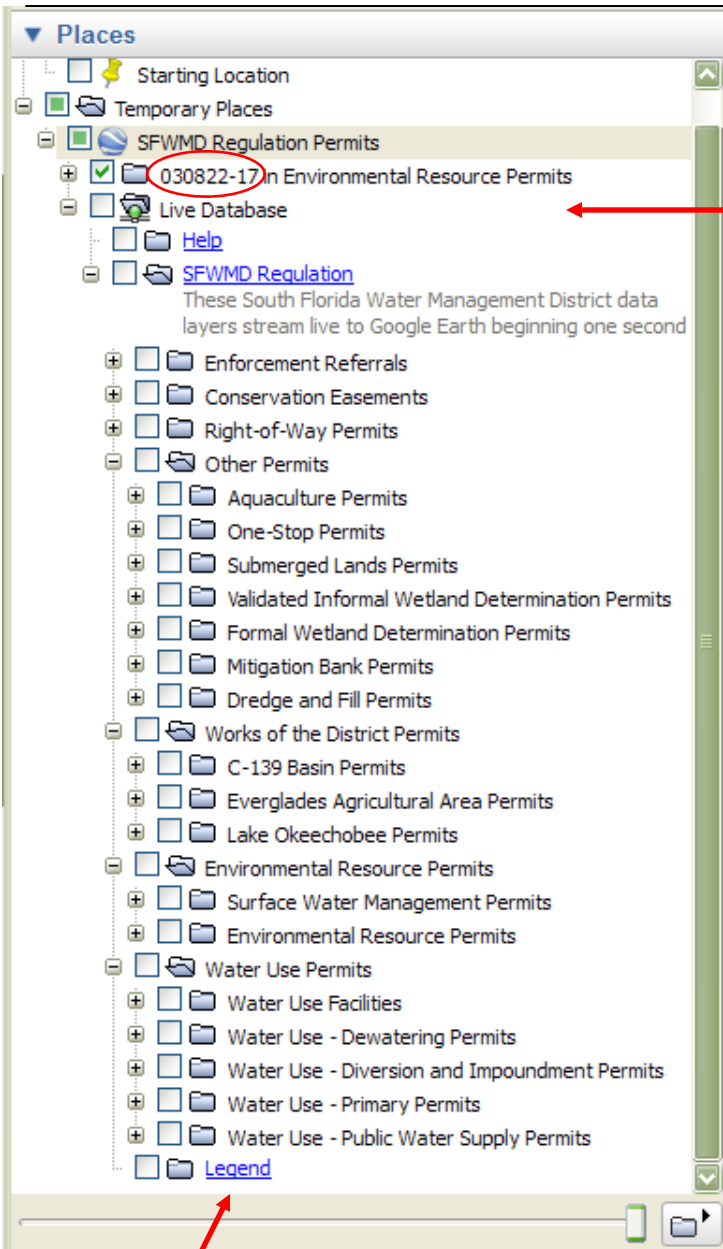 Places
Starting Location
Temporary Places
SFWMD Regulation Permits
030822-17 in Environmental Resource Permits
Live Database
Help
SFWMD Regulation
These South Florida Water Management District data
layers stream live to Google Earth beginning one second
Enforcement Referrals
Conservation Easements
Right-of-Way Permits
Other Permits
Aquaculture Permits
One-Stop Permits
Submerged Lands Permits
Validated Informal Wetland Determination Permits
Formal Wetland Determination Permits
Mitigation Bank Permits
Dredge and Fill Permits
Works of the District Permits
C-139 Basin Permits
Everglades Agricultural Area Permits
Lake Okeechobee Permits
Environmental Resource Permits
Surface Water Management Permits
Environmental Resource Permits
Water Use Permits
Water Use Facilities
Water Use - Dewatering Permits
Water Use - Diversion and Impoundment Permits
Water Use - Primary Permits
Water Use - Public Water Supply Permits
Legend